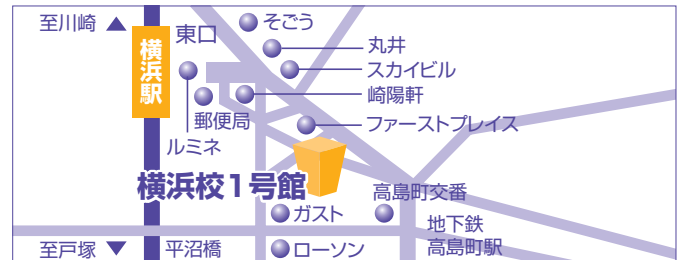 至川崎 ▲
東口
そごう
丸井
スカイビル
崎陽軒
ファーストプレイス
横浜駅
郵便局
ルミネ
横浜校1号館
高島町交番
ガスト
地下鉄
高島町駅
至戸塚 ▼
平沼橋
ローソン